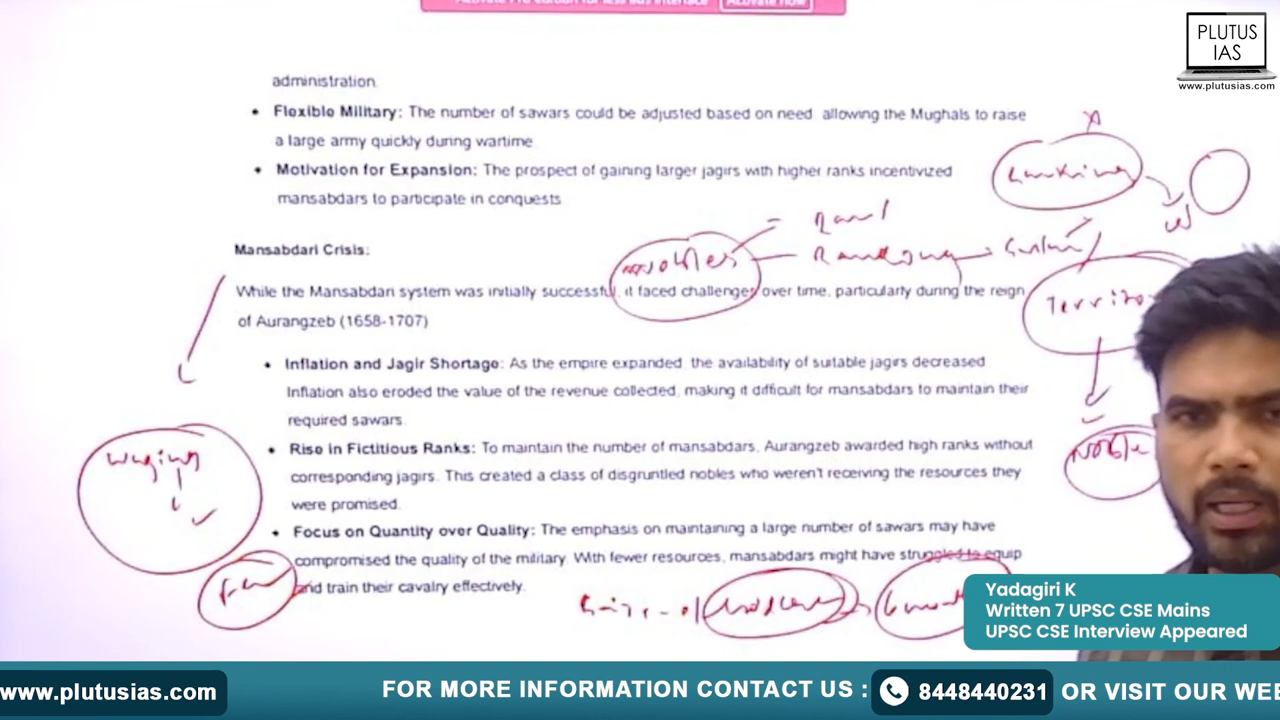 Activate Pro edition for less ads interface Activate now
PLUTUS
IAS
www.plutusias.com
administration.
• Flexible Military: The number of sawars could be adjusted based on need allowing the Mughals to raise
a large army quickly during wartime
• Motivation for Expansion: The prospect of gaining larger jagirs with higher ranks incentivized
mansabdars to participate in conquests
Mansabdari Crisis:
nobles
While the Mansabdari system was initially successful, it faced challenges over time, particularly during the reign
of Aurangzeb (1658-1707)
• Inflation and Jagir Shortage: As the empire expanded the availability of suitable jagirs decreased
Inflation also eroded the value of the revenue collected, making it difficult for mansabdars to maintain their
required sawars.
• Rise in Fictitious Ranks: To maintain the number of mansabdars, Aurangzeb awarded high ranks without
corresponding jagirs. This created a class of disgruntled nobles who weren't receiving the resources they
were promised.
Noble
• Focus on Quantity over Quality: The emphasis on maintaining a large number of sawars may have
compromised the quality of the military. With fewer resources, mansabdars might have struggled to equip
and train their cavalry effectively.
Yadagiri K
Written 7 UPSC CSE Mains
UPSC CSE Interview Appeared
www.plutusias.com FOR MORE INFORMATION CONTACT US : 8448440231 OR VISIT OUR WE